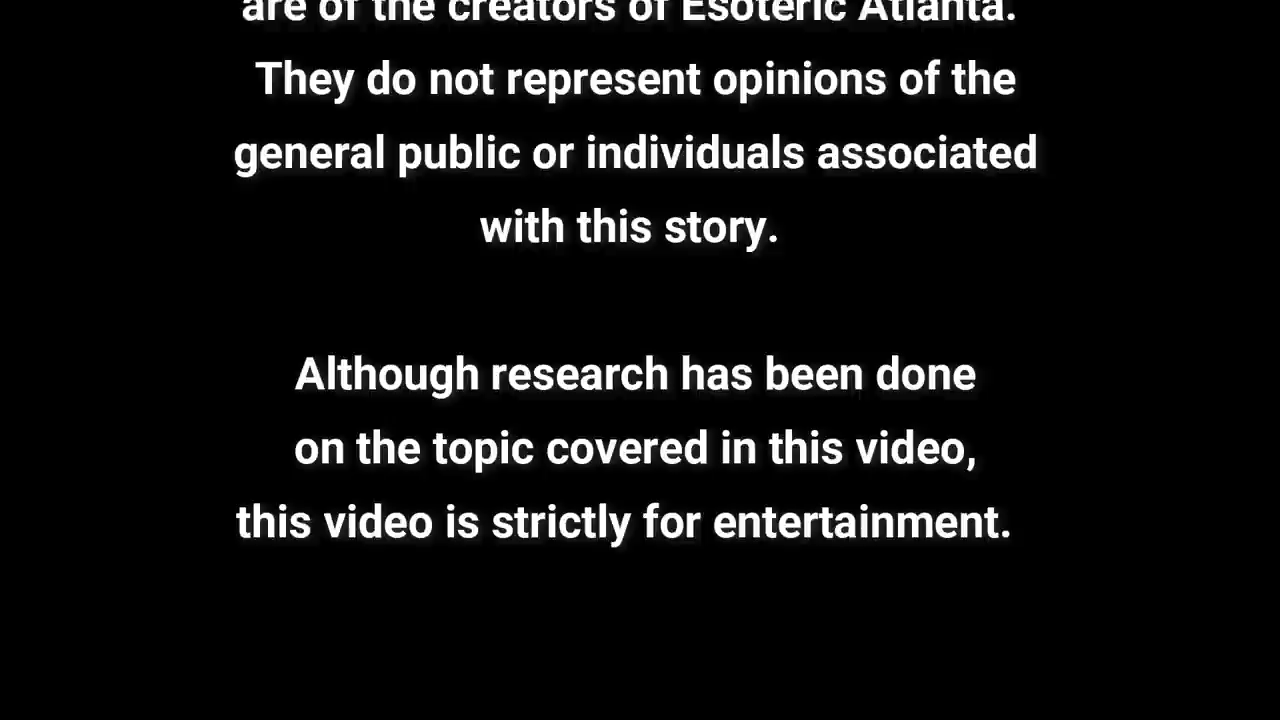 are of the creators of Esoteric Atlanta.
They do not represent opinions of the
general public or individuals associated
with this story.
Although research has been done
on the topic covered in this video,
this video is strictly for entertainment.